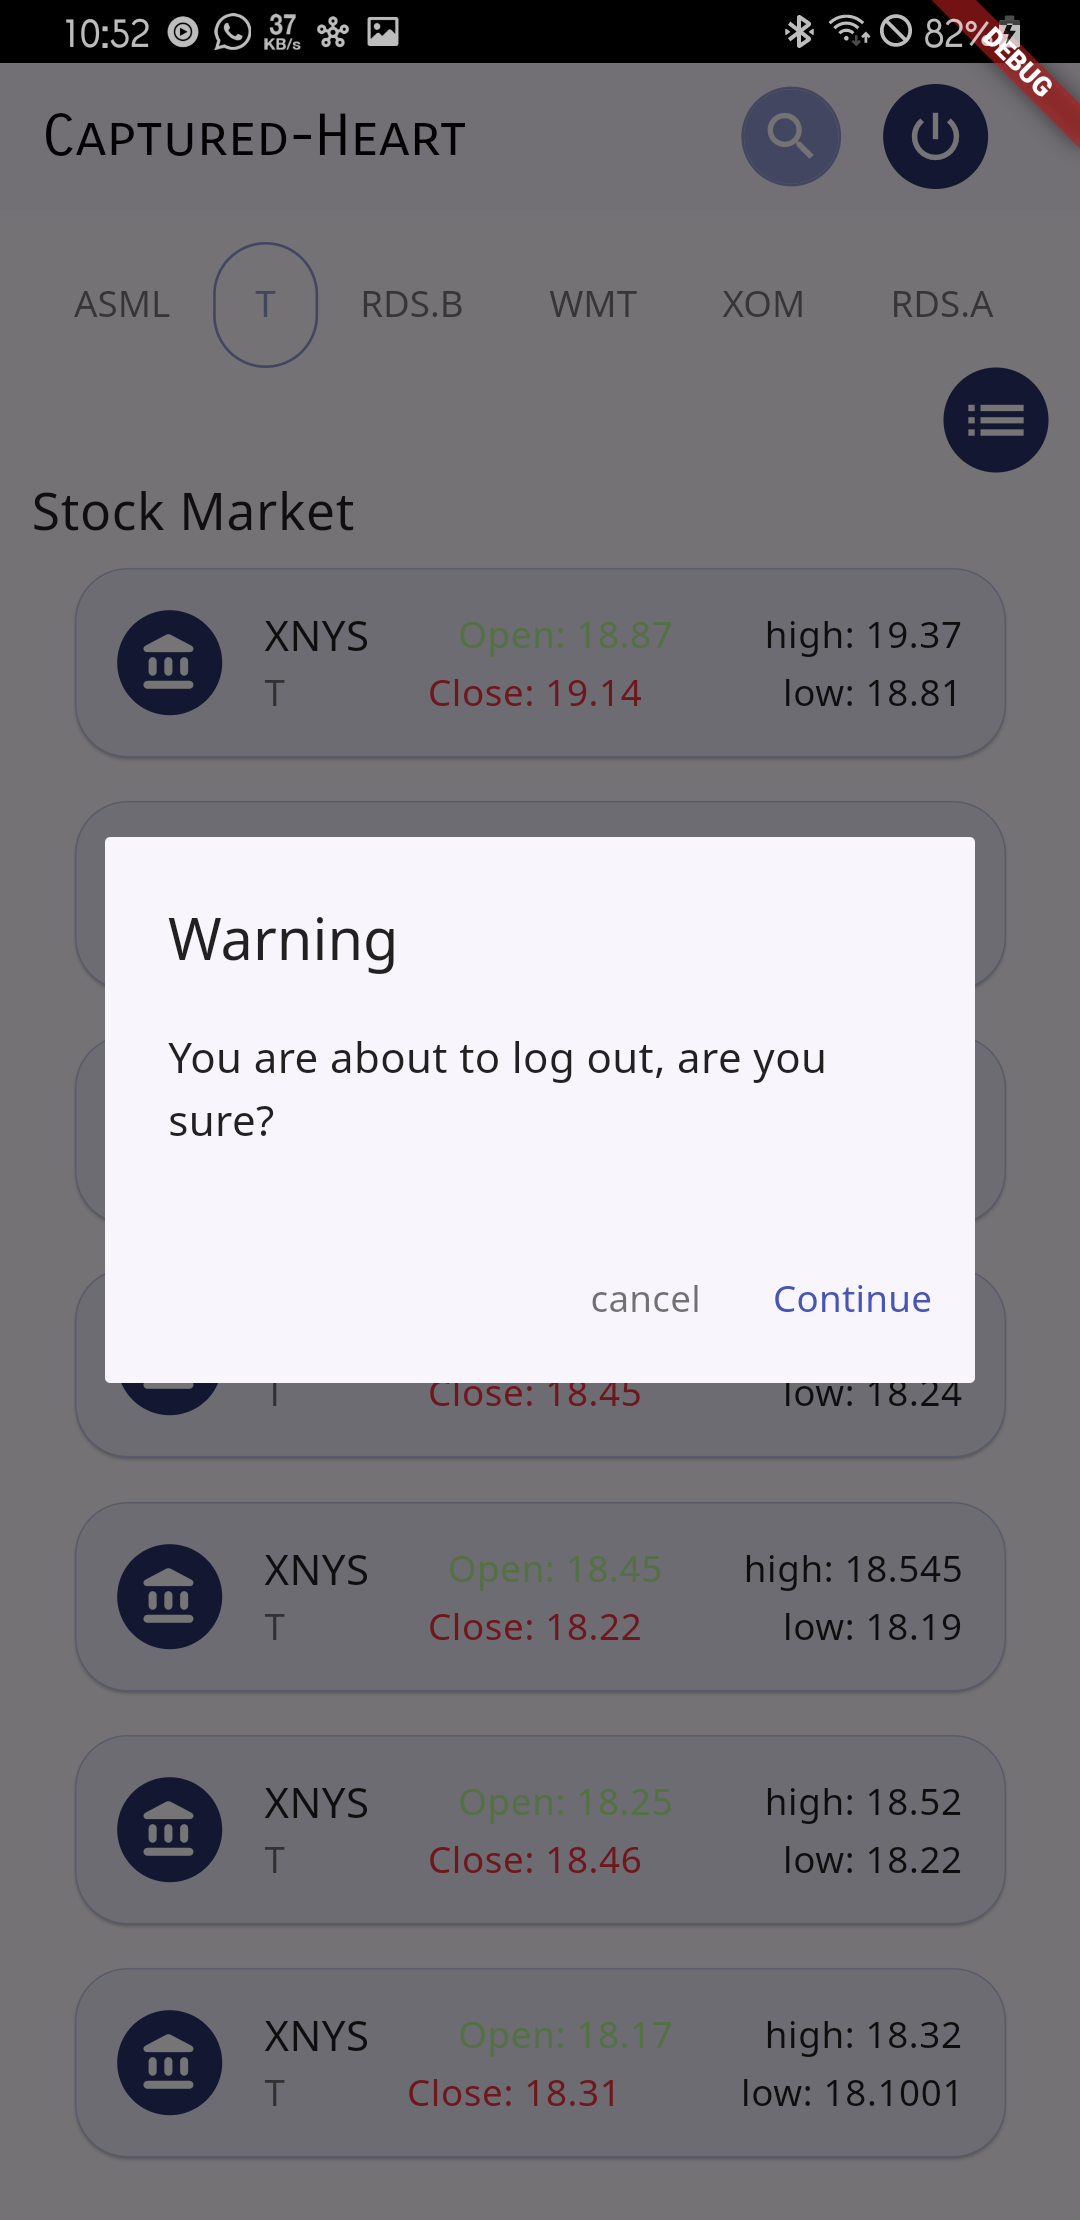 10:52 37 KB/s 82%
DEBUG
Captured-Heart
ASML T RDS.B WMT XOM RDS.A
Stock Market
XNYS Open: 18.87 high: 19.37
T Close: 19.14 low: 18.81
Warning
You are about to log out, are you
sure?
cancel Continue
T Close: 18.45 low: 18.24
XNYS Open: 18.45 high: 18.545
T Close: 18.22 low: 18.19
XNYS Open: 18.25 high: 18.52
T Close: 18.46 low: 18.22
XNYS Open: 18.17 high: 18.32
T Close: 18.31 low: 18.1001